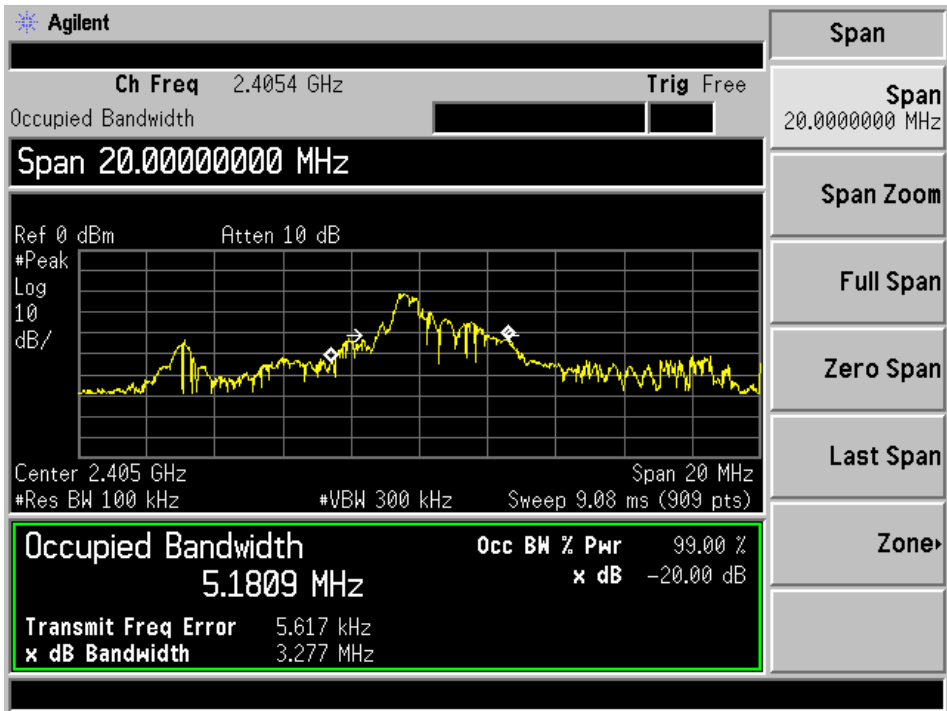 Agilent
Span
Ch Freq 2.4054 GHz Trig Free
Occupied Bandwidth
Span
20.0000000 MHz
Span 20.00000000 MHz
Span Zoom
Ref 0 dBm Atten 10 dB
#Peak
Log
10
dB/
Full Span
Zero Span
Last Span
Center 2.405 GHz Span 20 MHz
#Res BW 100 kHz #VBW 300 kHz Sweep 9.08 ms (909 pts)
Occupied Bandwidth Occ BW % Pwr 99.00 %
5.1809 MHz x dB -20.00 dB
Zone
Transmit Freq Error 5.617 kHz
x dB Bandwidth 3.277 MHz